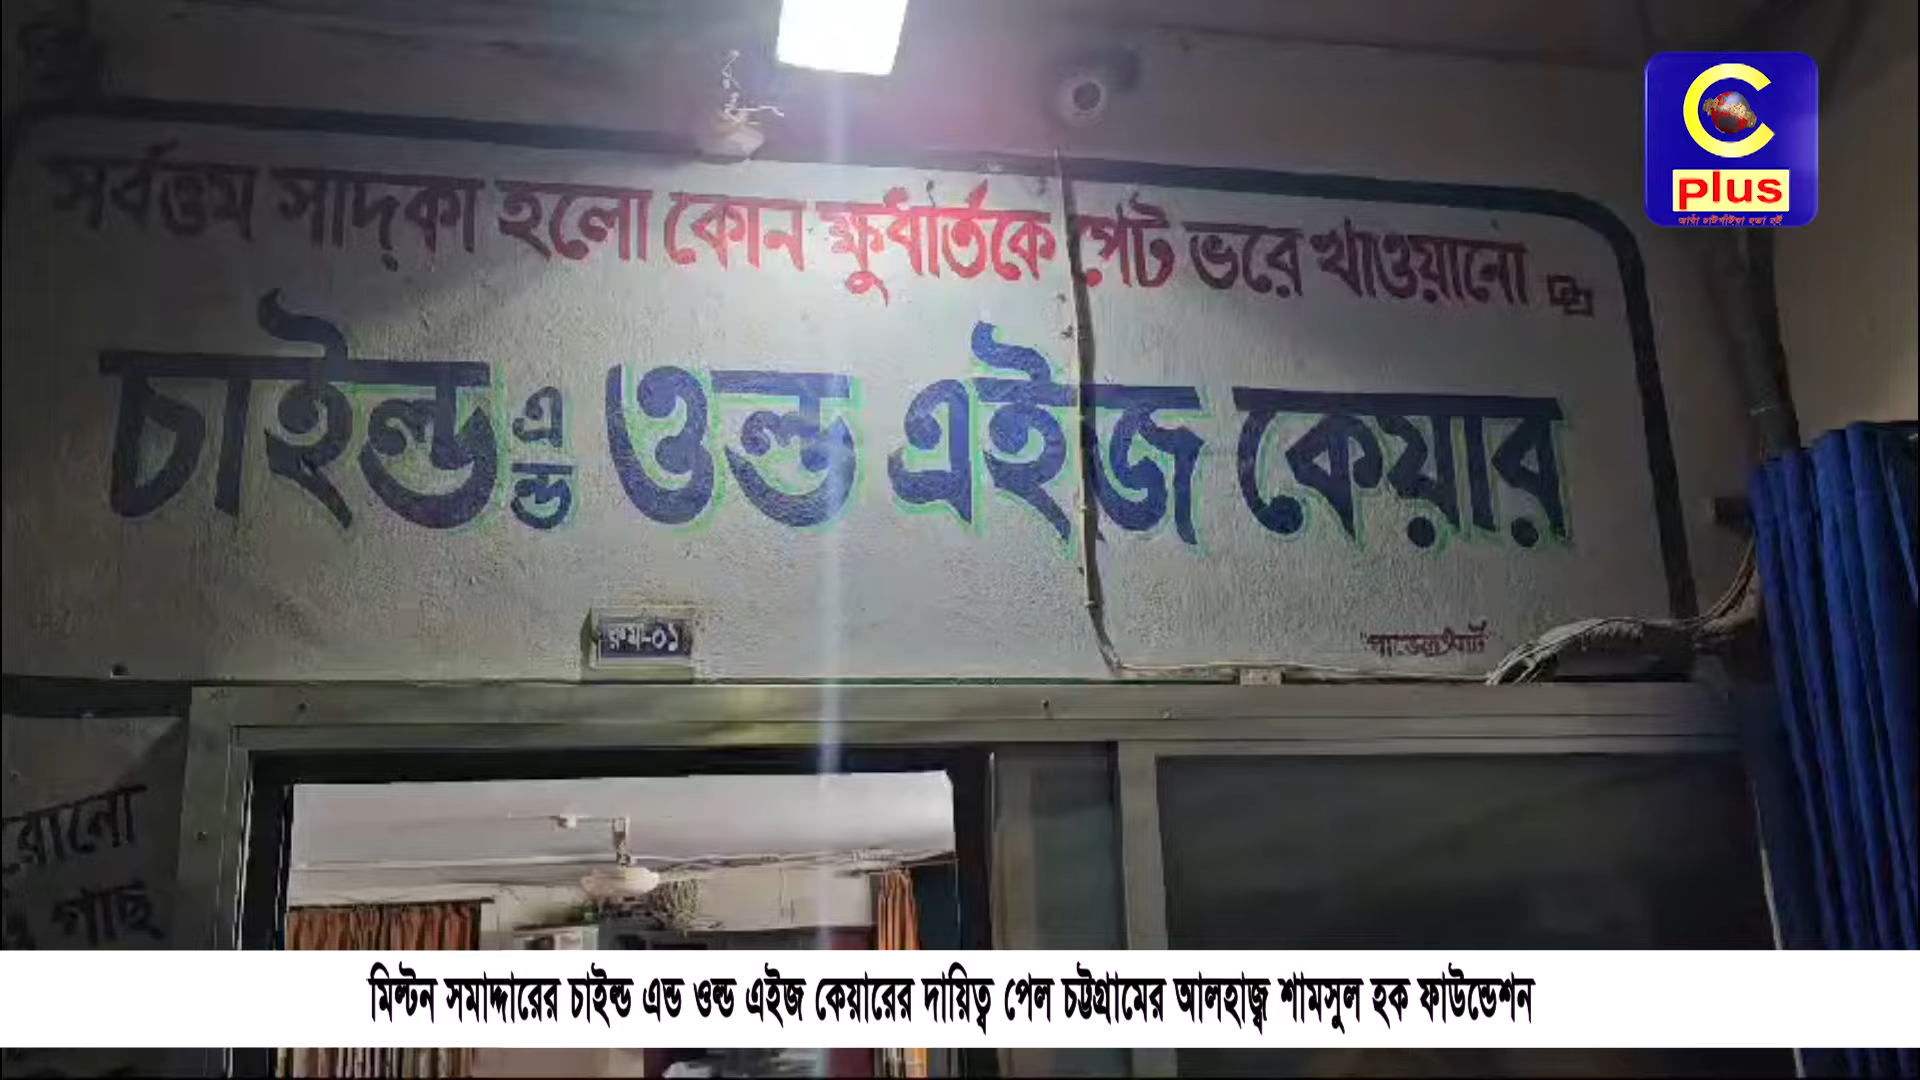 C
plus
সর্বত্তম সাদ্কা হলো কোন ক্ষুধার্তকে পেট ভরে খাওয়ানো
চাইল্ড এন্ড ওল্ড এইজ কেয়ার
রুম-০১
রোনো
গাছ
মিল্টন সমাদ্দারের চাইল্ড এন্ড ওল্ড এইজ কেয়ারের দায়িত্ব পেল চট্টগ্রামের আলহাজ্ব শামসুল হক ফাউন্ডেশন